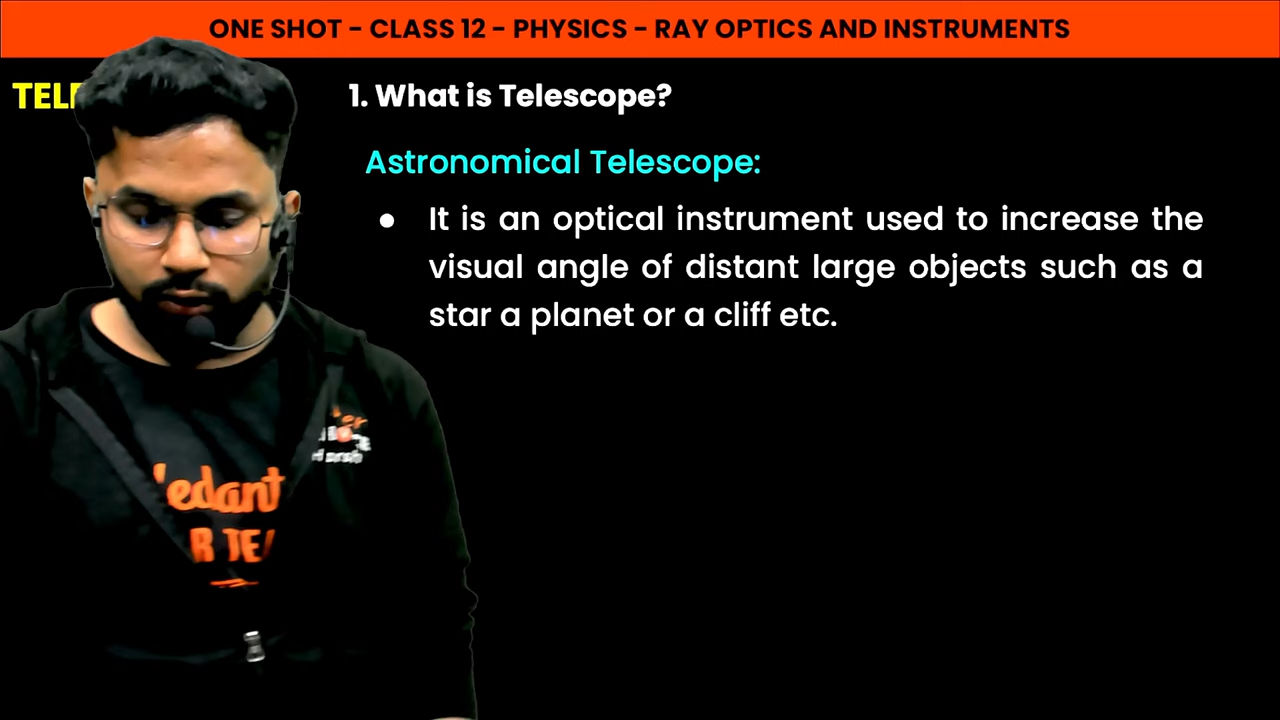 ONE SHOT - CLASS 12 - PHYSICS - RAY OPTICS AND INSTRUMENTS
1. What is Telescope?
Astronomical Telescope:
● It is an optical instrument used to increase the
visual angle of distant large objects such as a
star a planet or a cliff etc.